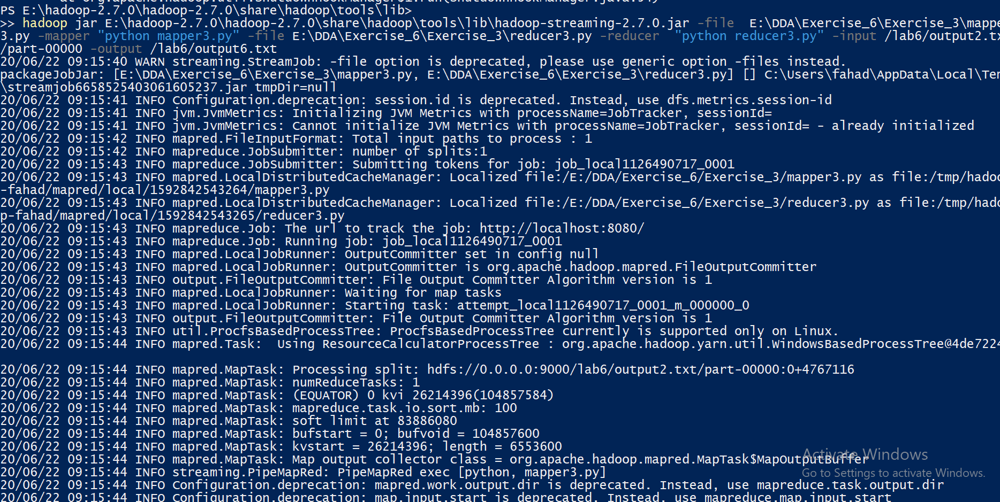 at org.apache.hadoop.util.ShutdownHookManager$1.run(ShutdownHookManager.java:54)
PS E:\hadoop-2.7.0\hadoop-2.7.0\share\hadoop\tools\lib>
>> hadoop jar E:\hadoop-2.7.0\hadoop-2.7.0\share\hadoop\tools\lib\hadoop-streaming-2.7.0.jar -file  E:\DDA\Exercise_6\Exercise_3\mappe
3.py -mapper "python mapper3.py" -file E:\DDA\Exercise_6\Exercise_3\reducer3.py -reducer  "python reducer3.py" -input /lab6/output2.tx
/part-00000 -output /lab6/output6.txt
20/06/22 09:15:40 WARN streaming.StreamJob: -file option is deprecated, please use generic option -files instead.
packageJobJar: [E:\DDA\Exercise_6\Exercise_3\mapper3.py, E:\DDA\Exercise_6\Exercise_3\reducer3.py] [] C:\Users\fahad\AppData\Local\Tem
\streamjob6658525403061605237.jar tmpDir=null
20/06/22 09:15:41 INFO Configuration.deprecation: session.id is deprecated. Instead, use dfs.metrics.session-id
20/06/22 09:15:41 INFO jvm.JvmMetrics: Initializing JVM Metrics with processName=JobTracker, sessionId=
20/06/22 09:15:41 INFO jvm.JvmMetrics: Cannot initialize JVM Metrics with processName=JobTracker, sessionId= - already initialized
20/06/22 09:15:42 INFO mapred.FileInputFormat: Total input paths to process : 1
20/06/22 09:15:42 INFO mapreduce.JobSubmitter: number of splits:1
20/06/22 09:15:43 INFO mapreduce.JobSubmitter: Submitting tokens for job: job_local1126490717_0001
20/06/22 09:15:43 INFO mapred.LocalDistributedCacheManager: Localized file:/E:/DDA/Exercise_6/Exercise_3/mapper3.py as file:/tmp/hadoo
-fahad/mapred/local/1592842543264/mapper3.py
20/06/22 09:15:43 INFO mapred.LocalDistributedCacheManager: Localized file:/E:/DDA/Exercise_6/Exercise_3/reducer3.py as file:/tmp/hado
p-fahad/mapred/local/1592842543265/reducer3.py
20/06/22 09:15:43 INFO mapreduce.Job: The url to track the job: http://localhost:8080/
20/06/22 09:15:43 INFO mapreduce.Job: Running job: job_local1126490717_0001
20/06/22 09:15:43 INFO mapred.LocalJobRunner: OutputCommitter set in config null
20/06/22 09:15:43 INFO mapred.LocalJobRunner: OutputCommitter is org.apache.hadoop.mapred.FileOutputCommitter
20/06/22 09:15:43 INFO output.FileOutputCommitter: File Output Committer Algorithm version is 1
20/06/22 09:15:43 INFO mapred.LocalJobRunner: Waiting for map tasks
20/06/22 09:15:43 INFO mapred.LocalJobRunner: Starting task: attempt_local1126490717_0001_m_000000_0
20/06/22 09:15:43 INFO output.FileOutputCommitter: File Output Committer Algorithm version is 1
20/06/22 09:15:43 INFO util.ProcfsBasedProcessTree: ProcfsBasedProcessTree currently is supported only on Linux.
20/06/22 09:15:44 INFO mapred.Task:  Using ResourceCalculatorProcessTree : org.apache.hadoop.yarn.util.WindowsBasedProcessTree@4de7224
20/06/22 09:15:44 INFO mapred.MapTask: Processing split: hdfs://0.0.0.0:9000/lab6/output2.txt/part-00000:0+4767116
20/06/22 09:15:44 INFO mapred.MapTask: numReduceTasks: 1
20/06/22 09:15:44 INFO mapred.MapTask: (EQUATOR) 0 kvi 26214396(104857584)
20/06/22 09:15:44 INFO mapred.MapTask: mapreduce.task.io.sort.mb: 100
20/06/22 09:15:44 INFO mapred.MapTask: soft limit at 83886080
20/06/22 09:15:44 INFO mapred.MapTask: bufstart = 0; bufvoid = 104857600
20/06/22 09:15:44 INFO mapred.MapTask: kvstart = 26214396; length = 6553600
20/06/22 09:15:44 INFO mapred.MapTask: Map output collector class = org.apache.hadoop.mapred.MapTask$MapOutputBuffer
20/06/22 09:15:44 INFO streaming.PipeMapRed: PipeMapRed exec [python, mapper3.py]
20/06/22 09:15:44 INFO Configuration.deprecation: mapred.work.output.dir is deprecated. Instead, use mapreduce.task.output.dir
20/06/22 09:15:44 INFO Configuration.deprecation: map.input.start is deprecated. Instead, use mapreduce.map.input.start
Activate Windows
Go to Settings to activate Windows.